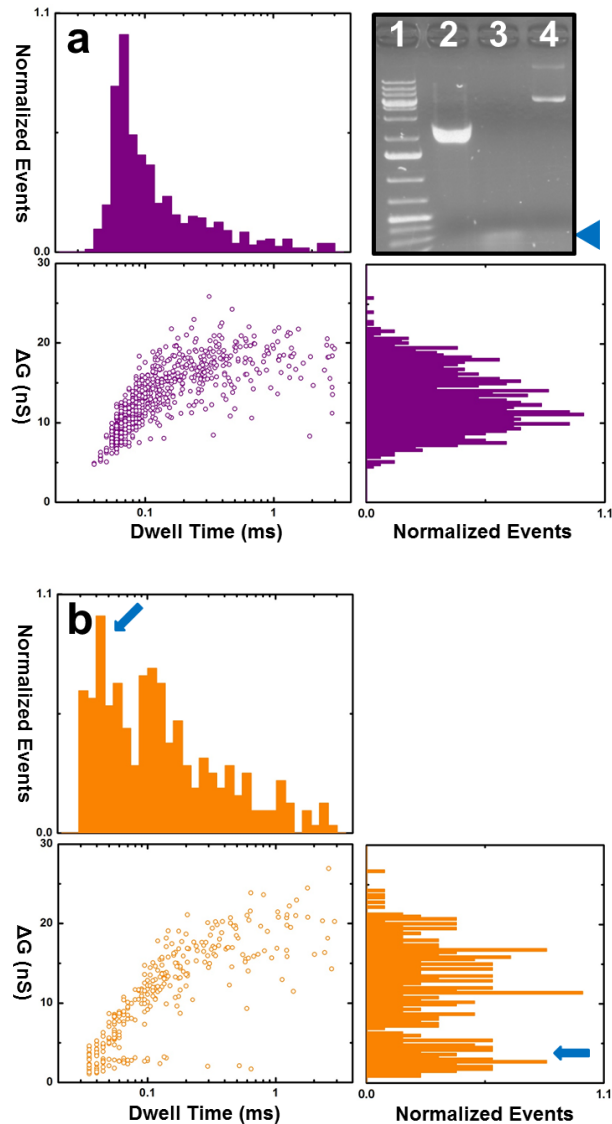 a
1.1
Normalized Events
0.0
1 2 3 4
30
20
10
0
ΔG (nS)
0.1
1
Dwell Time (ms)
0.0
1.1
Normalized Events
b
1.1
Normalized Events
0.0
30
20
10
0
ΔG (nS)
0.1
1
Dwell Time (ms)
0.0
1.1
Normalized Events